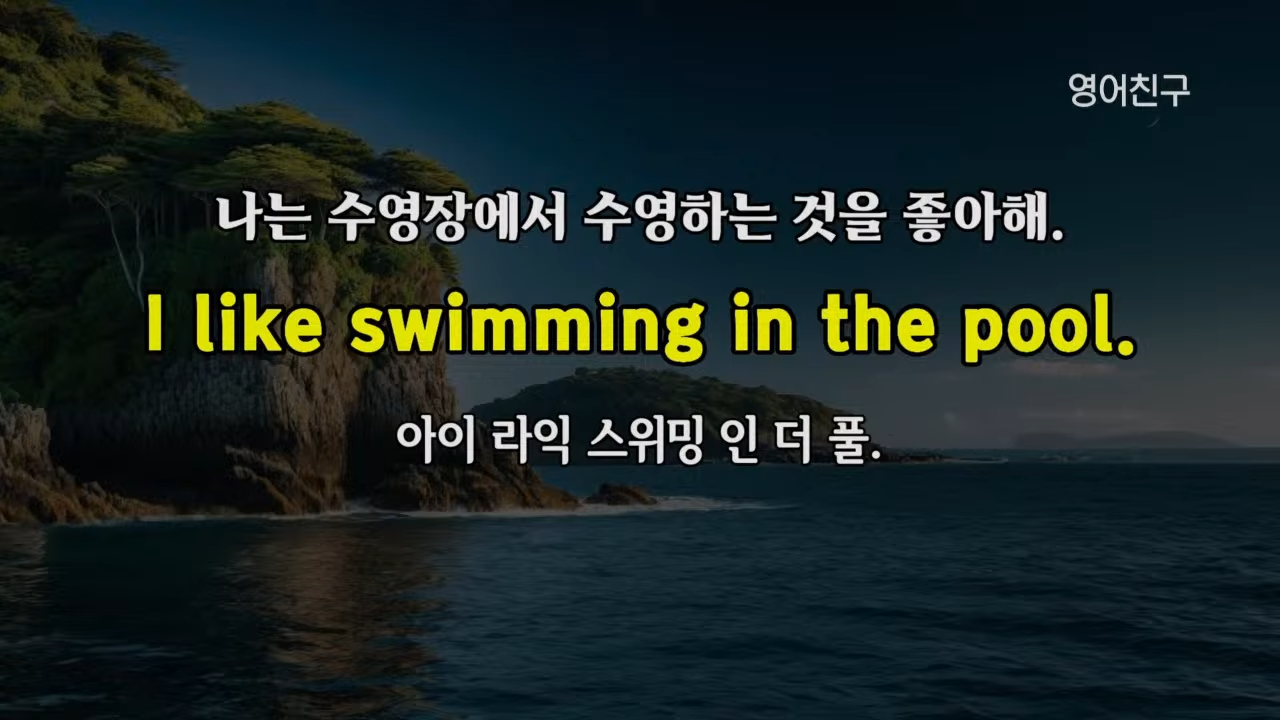 영어친구
나는 수영장에서 수영하는 것을 좋아해.
I like swimming in the pool.
아이 라익 스위밍 인 더 풀.